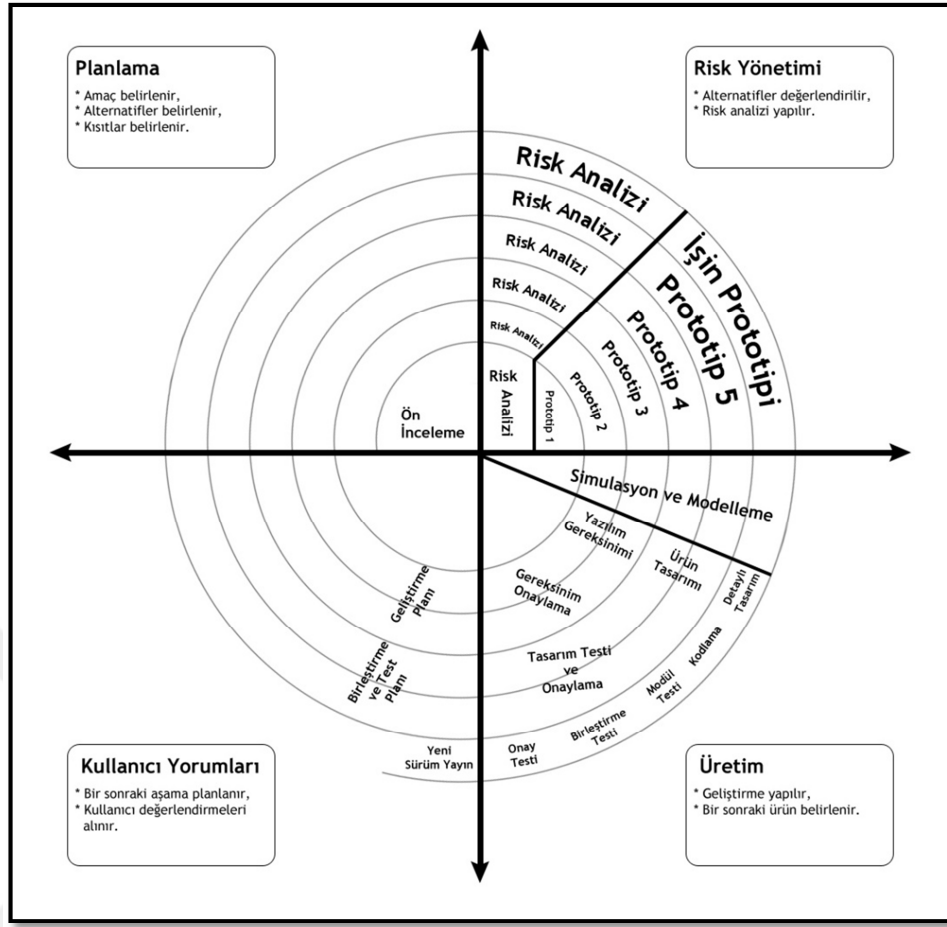 Planlama
* Amaç belirlenir,
* Alternatifler belirlenir,
* Kısıtlar belirlenir.
Risk Yönetimi
* Alternatifler değerlendirilir,
* Risk analizi yapılır.
Risk Analizi
Risk Analizi
Risk Analizi
Risk Analizi
Risk Analizi
Risk
Analizi
İşin Prototipi
Prototip 5
Prototip 4
Prototip 3
Prototip 2
Prototip 1
Ön
İnceleme
Simulasyon ve Modelleme
Yazılım
Gereksinimi
Ürün
Tasarımı
Detaylı
Tasarım
Geliştirme
Planı
Gereksinim
Onaylama
Kodlama
Birleştirme
ve Test
Planı
Tasarım Testi
ve
Onaylama
Modül
Testi
Birleştirme
Testi
Onay
Testi
Yeni
Sürüm Yayın
Kullanıcı Yorumları
* Bir sonraki aşama planlanır,
* Kullanıcı değerlendirmeleri
alınır.
Üretim
* Geliştirme yapılır,
* Bir sonraki ürün belirlenir.